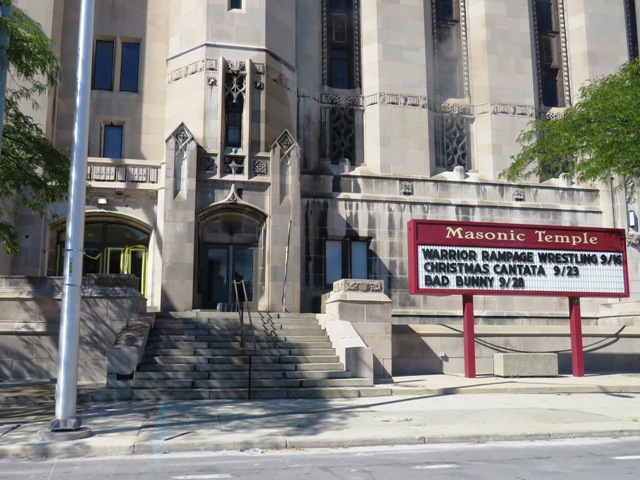 Masonic Temple
WARRIOR RAMPAGE WRESTLING 9/16
CHRISTMAS CANTATA 9/23
BAD BUNNY 9/28